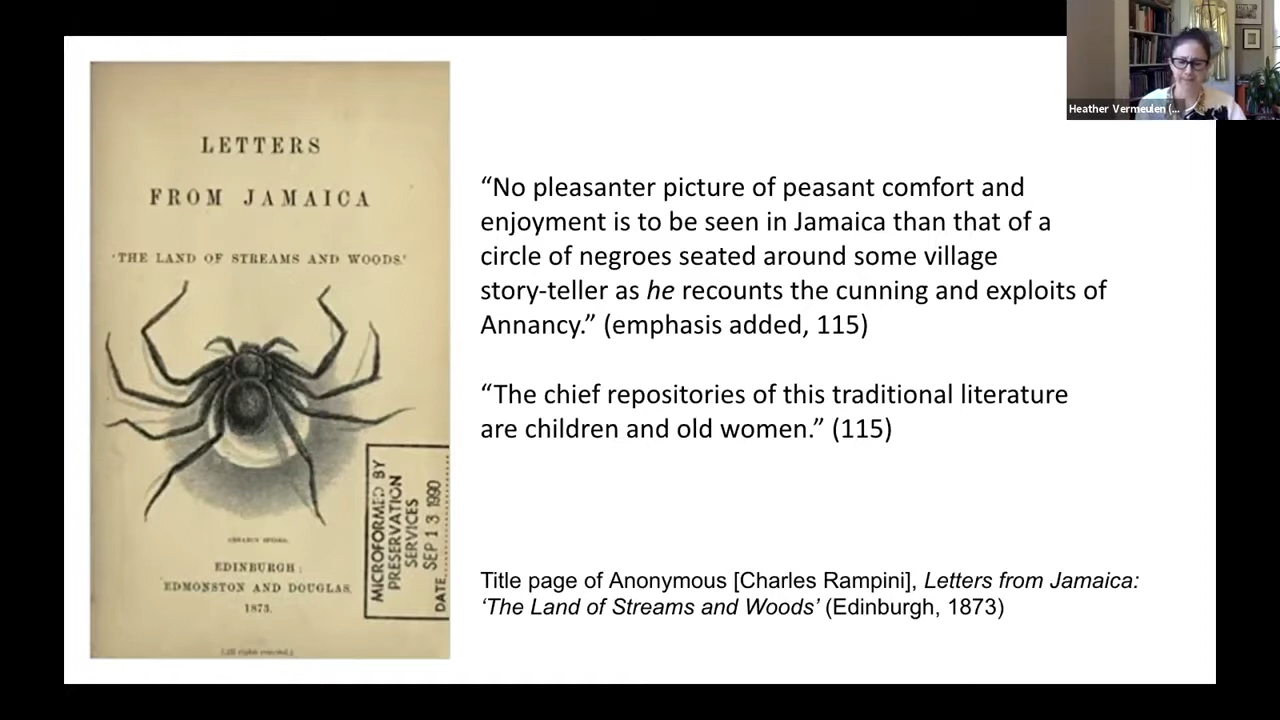 LETTERS
FROM JAMAICA
'THE LAND OF STREAMS AND WOODS.'
EDINBURGH:
EDMONSTON AND DOUGLAS,
1873.
[All rights reserved.]
MICROFORMED BY
PRESERVATION
SERVICES
SEP 13 1990
DATE
“No pleasanter picture of peasant comfort and
enjoyment is to be seen in Jamaica than that of a
circle of negroes seated around some village
story-teller as he recounts the cunning and exploits of
Annancy.” (emphasis added, 115)
“The chief repositories of this traditional literature
are children and old women.” (115)
Title page of Anonymous [Charles Rampini], Letters from Jamaica:
‘The Land of Streams and Woods’ (Edinburgh, 1873)
Heather Vermeulen (...